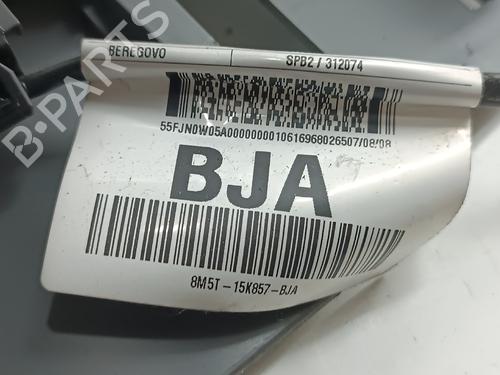 BEREGOVO SPB2 / 312074
55FJN0W05A0000000010616968026507/08/08
BJA
8M5T-15K857-BJA
B-PARTS